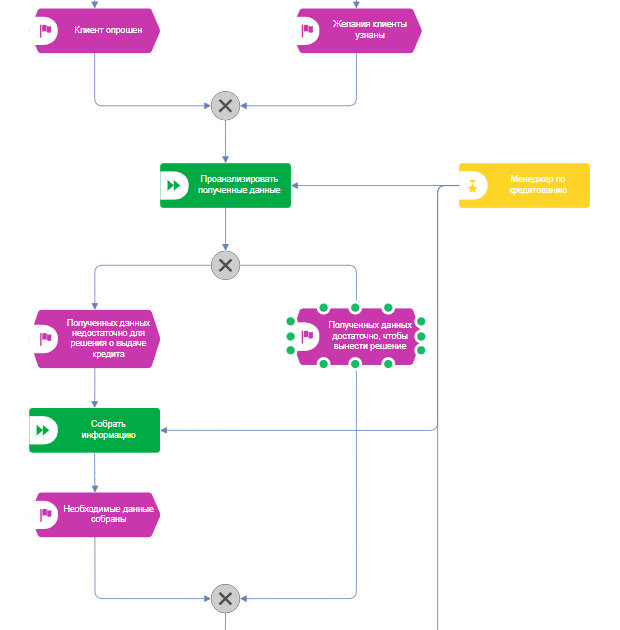 Клиент опрошен
Желания клиенты
узнаны
Проанализировать
полученные данные
Менеджер по
кредитованию
Полученных данных
недостаточно для
решения о выдаче
кредита
Полученных данных
достаточно, чтобы
вынести решение
Собрать
информацию
Необходимые данные
собраны